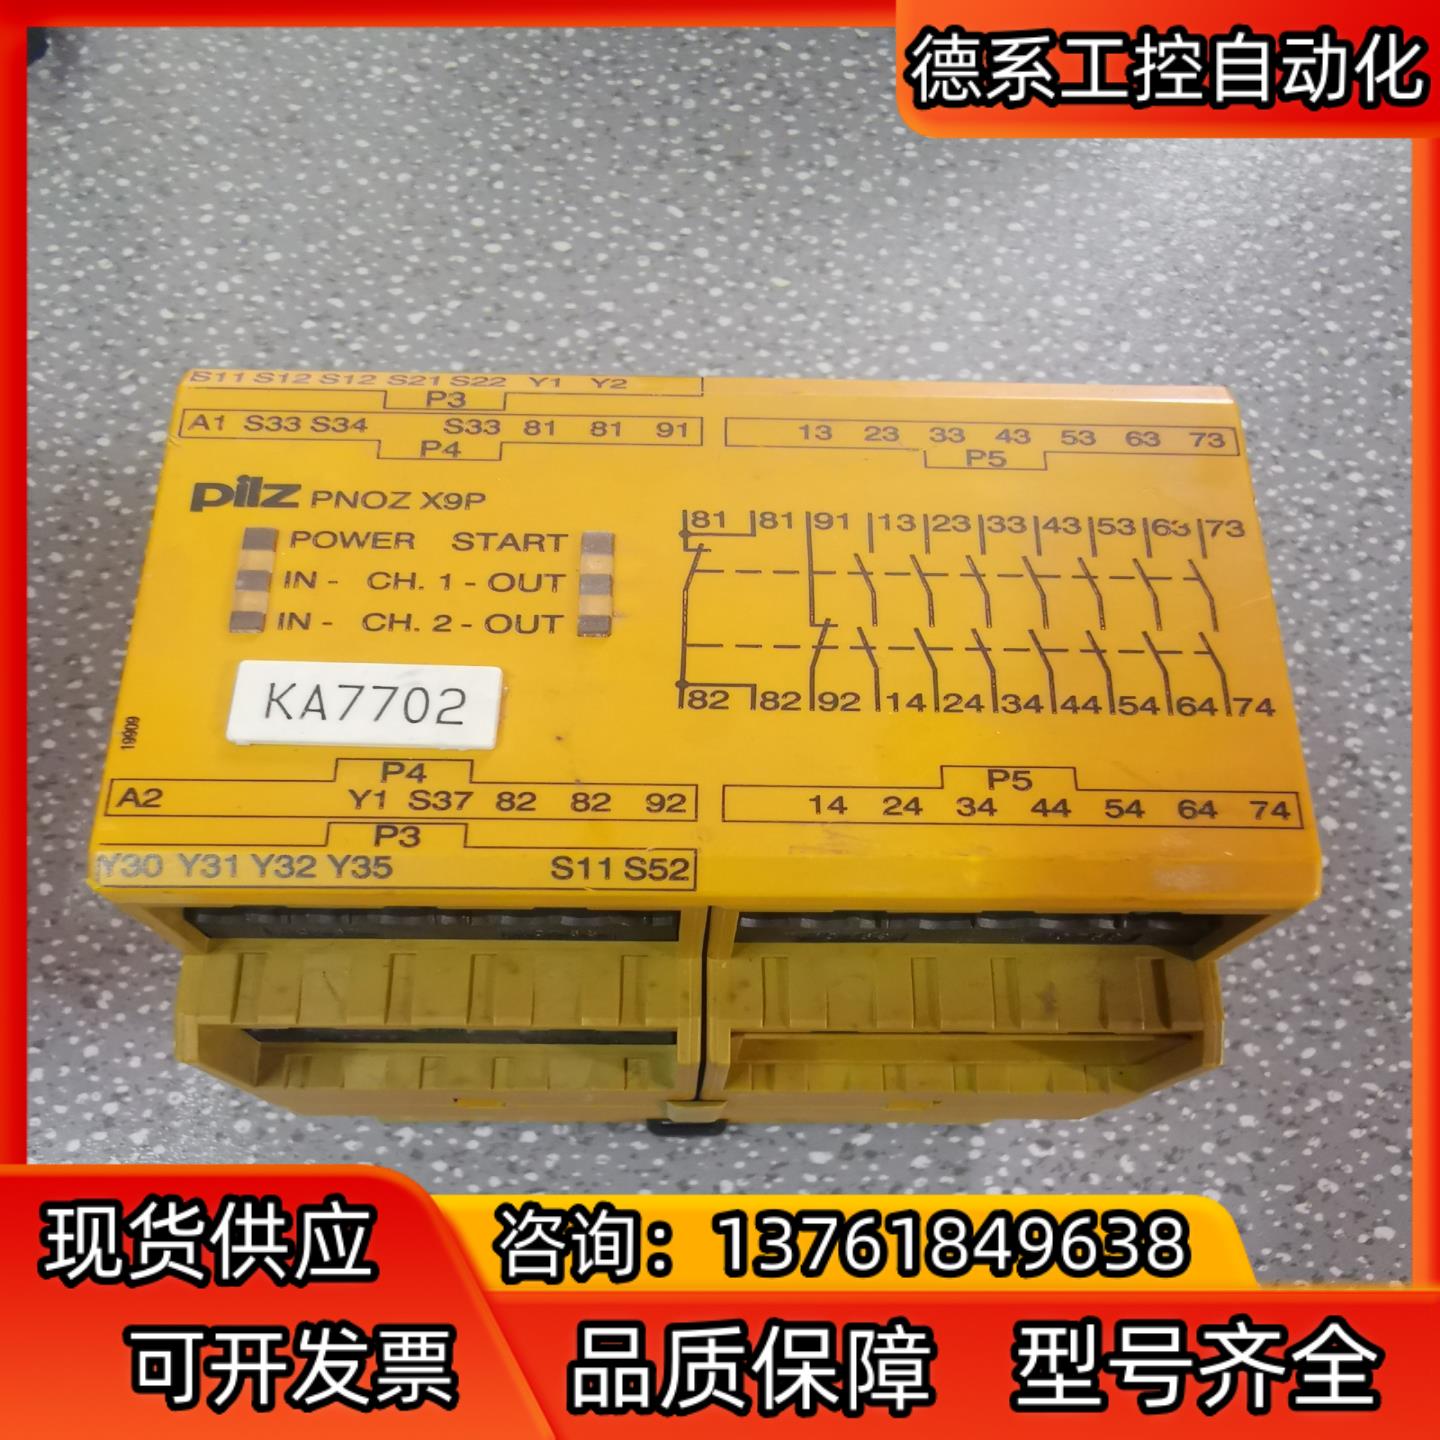 德系工控自动化
S11 S12 S12 S21 S22 Y1 Y2
P3
A1 S33 S34 S33 81 81 91
P4
13 23 33 43 53 63 73
P5
pilz PNOZ X9P
POWER START
IN - CH. 1 - OUT
IN - CH. 2 - OUT
81 81 91 13 23 33 43 53 63 73
82 82 92 14 24 34 44 54 64 74
KA7702
19909
P4
A2 Y1 S37 82 82 92
P5
14 24 34 44 54 64 74
P3
Y30 Y31 Y32 Y35 S11 S52
现货供应
咨询：13761849638
可开发票 品质保障 型号齐全